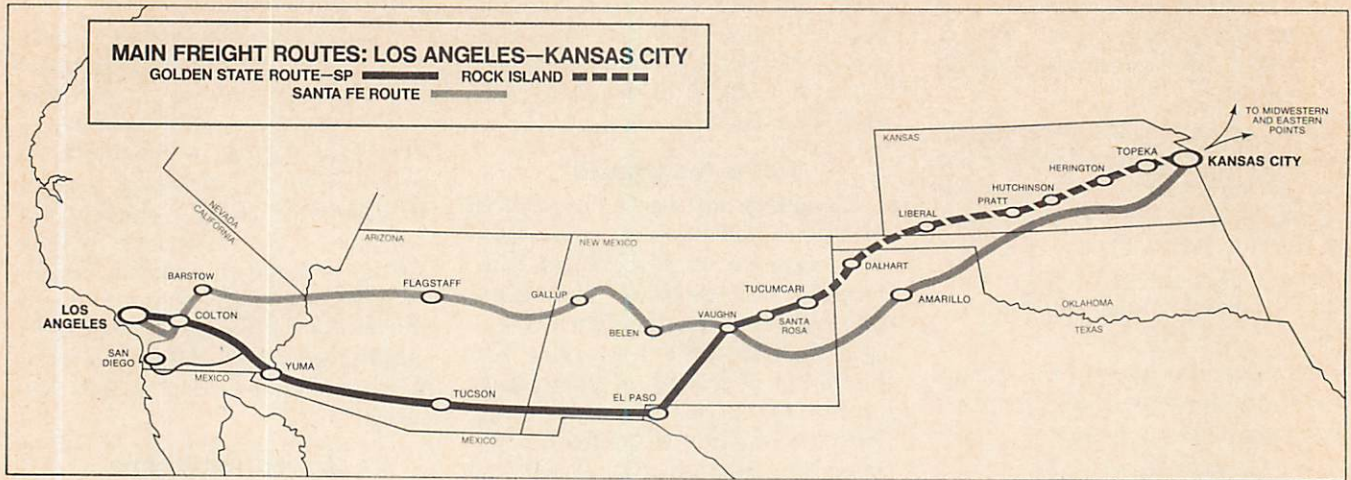 MAIN FREIGHT ROUTES: LOS ANGELES—KANSAS CITY
GOLDEN STATE ROUTE—SP ROCK ISLAND
SANTA FE ROUTE
TO MIDWESTERN
AND EASTERN
POINTS
KANSAS
TOPEKA
KANSAS CITY
HERINGTON
HUTCHINSON
PRATT
LIBERAL
NEVADA
CALIFORNIA
ARIZONA
NEW MEXICO
DALHART
BARSTOW
FLAGSTAFF
GALLUP
TUCUMCARI
AMARILLO
OKLAHOMA
TEXAS
LOS
ANGELES
COLTON
BELEN
VAUGHN
SANTA
ROSA
SAN
DIEGO
MEXICO
YUMA
TUCSON
EL PASO
MEXICO